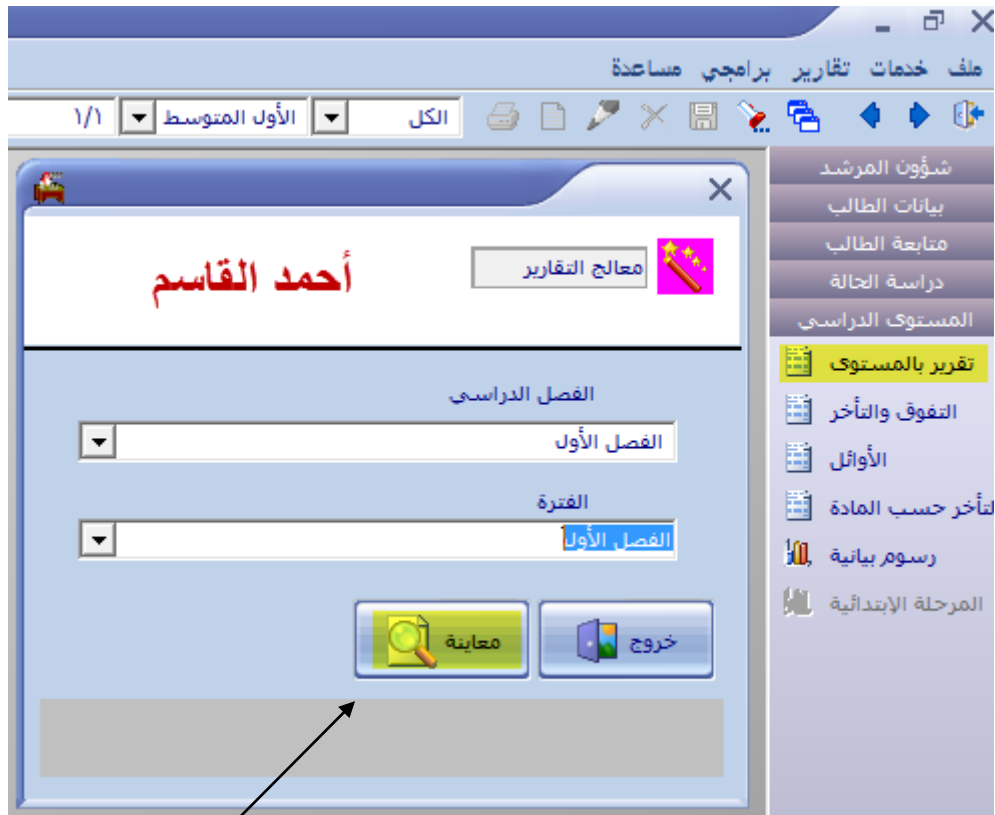 ملف خدمات تقارير برامجي مساعدة
الكل الأول المتوسط ١/١
شؤون المرشد
بيانات الطالب
متابعة الطالب
دراسة الحالة
المستوى الدراسي
تقرير بالمستوى
التفوق والتأخر
الأوائل
لتأخر حسب المادة
رسوم بيانية
المرحلة الإبتدائية
معالج التقارير
أحمد القاسم
الفصل الدراسي
الفصل الأول
الفترة
الفصل الأول
خروج معاينة